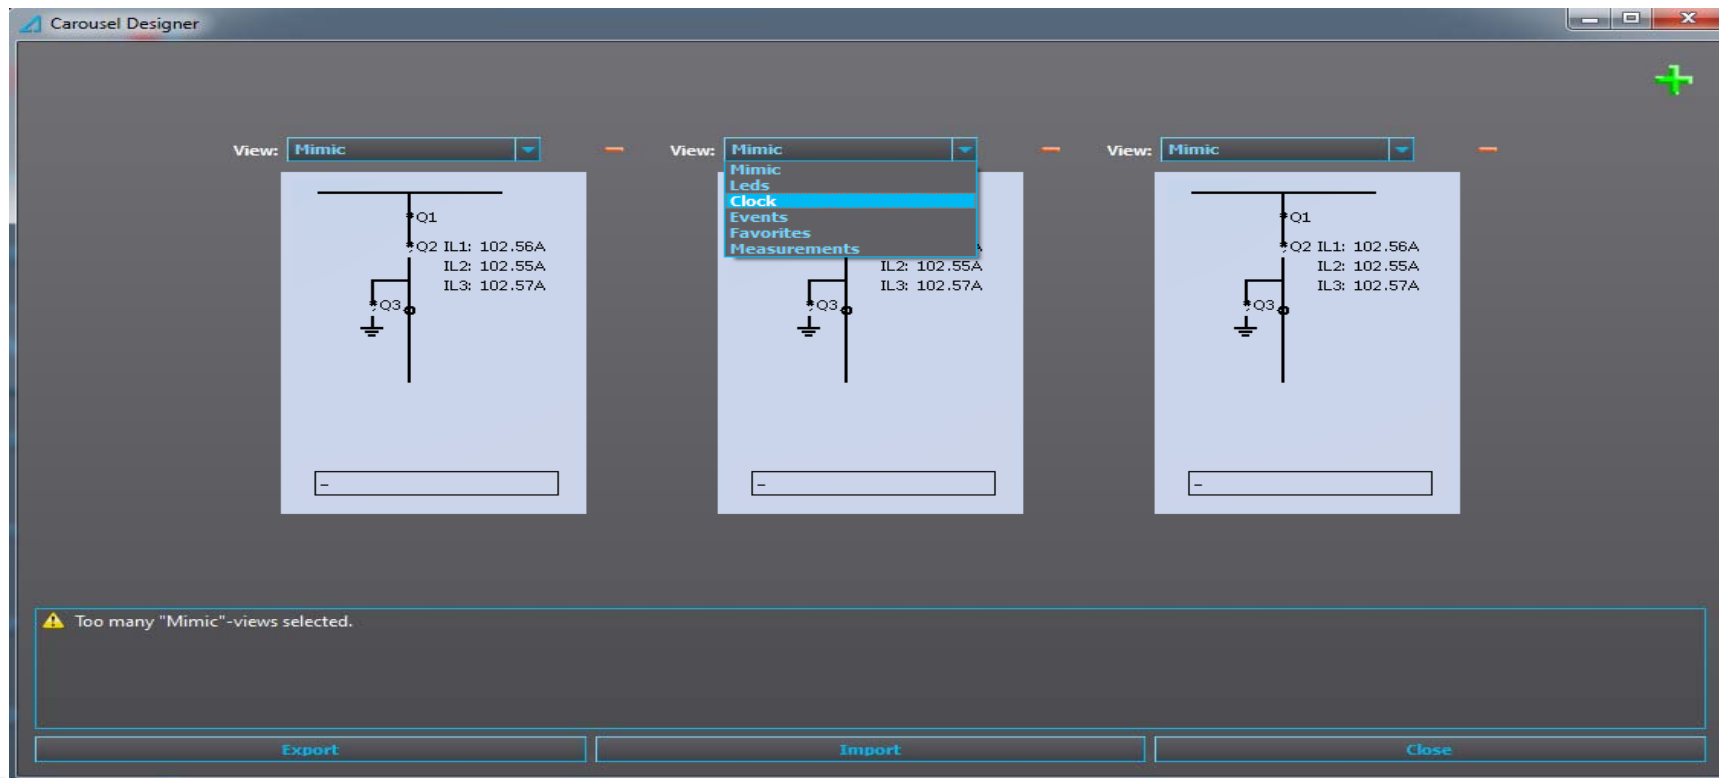 Carousel Designer
View: Mimic
View: Mimic
View: Mimic
Mimic
Leds
Clock
Events
Favorites
Measurements
Q1
Q2 IL1: 102.56A
IL2: 102.55A
IL3: 102.57A
Q3
-
A
IL2: 102.55A
IL3: 102.57A
Q3
-
Q1
Q2 IL1: 102.56A
IL2: 102.55A
IL3: 102.57A
Q3
-
Too many "Mimic"-views selected.
Export
Import
Close